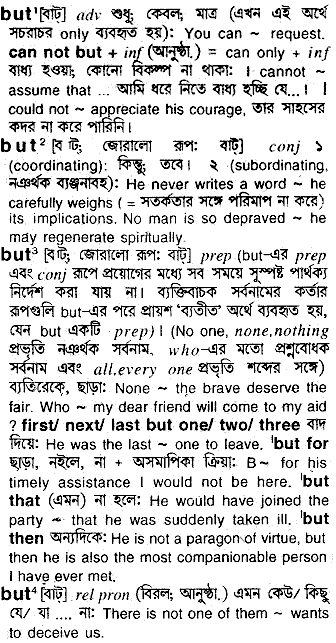 but¹ [বাট্] adv শুধু; কেবল; মাত্র (এখন এই অর্থে
সচরাচর only ব্যবহৃত হয়): You can ~ request.
can not but + inf (আনুষ্ঠা.) = can only + inf
বাধ্য হওয়া; কোনো বিকল্প না থাকা: I cannot ~
assume that ... আমি ধরে নিতে বাধ্য হচ্ছি যে...। I
could not ~ appreciate his courage, তার সাহসের
কদর না করে পারিনি।
but² [বাট্; জোরালো রূপ: বাট্] conj ১
(coordinating): কিন্তু; তবে। ২ (subordinating,
নঞর্থক ব্যঞ্জনাবহ): He never writes a word ~ he
carefully weighs (= সতর্কতার সঙ্গে পরিমাপ না করে)
its implications. No man is so depraved ~ he
may regenerate spiritually.
but³ [বাট্; জোরালো রূপ: বাট্] prep (but-এর prep
এবং conj রূপে প্রয়োগের মধ্যে সব সময়ে সুস্পষ্ট পার্থক্য
নির্দেশ করা যায় না। ব্যক্তিবাচক সর্বনামের কর্তার
রূপগুলি but-এর পরে প্রায়শ 'ব্যতীত' অর্থে ব্যবহৃত হয়,
যেন but একটি prep)। (No one, none, nothing
প্রভৃতি নঞর্থক সর্বনাম, who-এর মতো প্রশ্নবোধক
সর্বনাম এবং all, every one প্রভৃতি শব্দের সঙ্গে)
ব্যতিরেকে, ছাড়া: None ~ the brave deserve the
fair. Who ~ my dear friend will come to my aid
? first/ next/ last but one/ two/ three বাদ
দিয়ে: He was the last ~ one to leave. ˈbut for
ছাড়া, নইলে, না + অসমাপিকা ক্রিয়া: B~ for his
timely assistance I would not be here. ˈbut
that (এমন) না হলে: He would have joined the
party ~ that he was suddenly taken ill. ˈbut
then অন্যদিকে: He is not a paragon of virtue, but
then he is also the most companionable person
I have ever met.
but⁴ [বাট্] rel pron (বিরল; আনুষ্ঠা.) এমন কেউ/ কিছু
যে/ যা .... না: There is not one of them ~ wants
to deceive us.